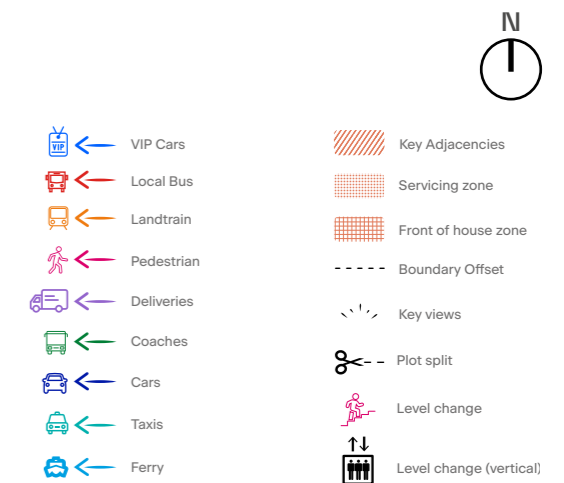 N
VIP
VIP Cars
Local Bus
Landtrain
Pedestrian
Deliveries
Coaches
Cars
Taxis
Ferry
Key Adjacencies
Servicing zone
Front of house zone
Boundary Offset
Key views
Plot split
Level change
Level change (vertical)